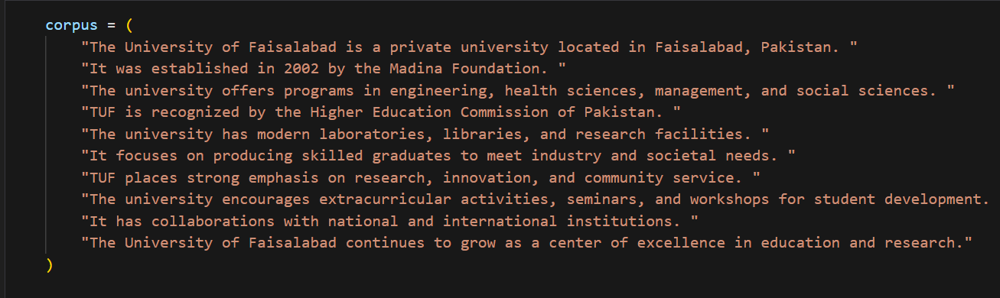 corpus = (
"The University of Faisalabad is a private university located in Faisalabad, Pakistan. "
"It was established in 2002 by the Madina Foundation. "
"The university offers programs in engineering, health sciences, management, and social sciences. "
"TUF is recognized by the Higher Education Commission of Pakistan. "
"The university has modern laboratories, libraries, and research facilities. "
"It focuses on producing skilled graduates to meet industry and societal needs. "
"TUF places strong emphasis on research, innovation, and community service. "
"The university encourages extracurricular activities, seminars, and workshops for student development.
"It has collaborations with national and international institutions. "
"The University of Faisalabad continues to grow as a center of excellence in education and research."
)